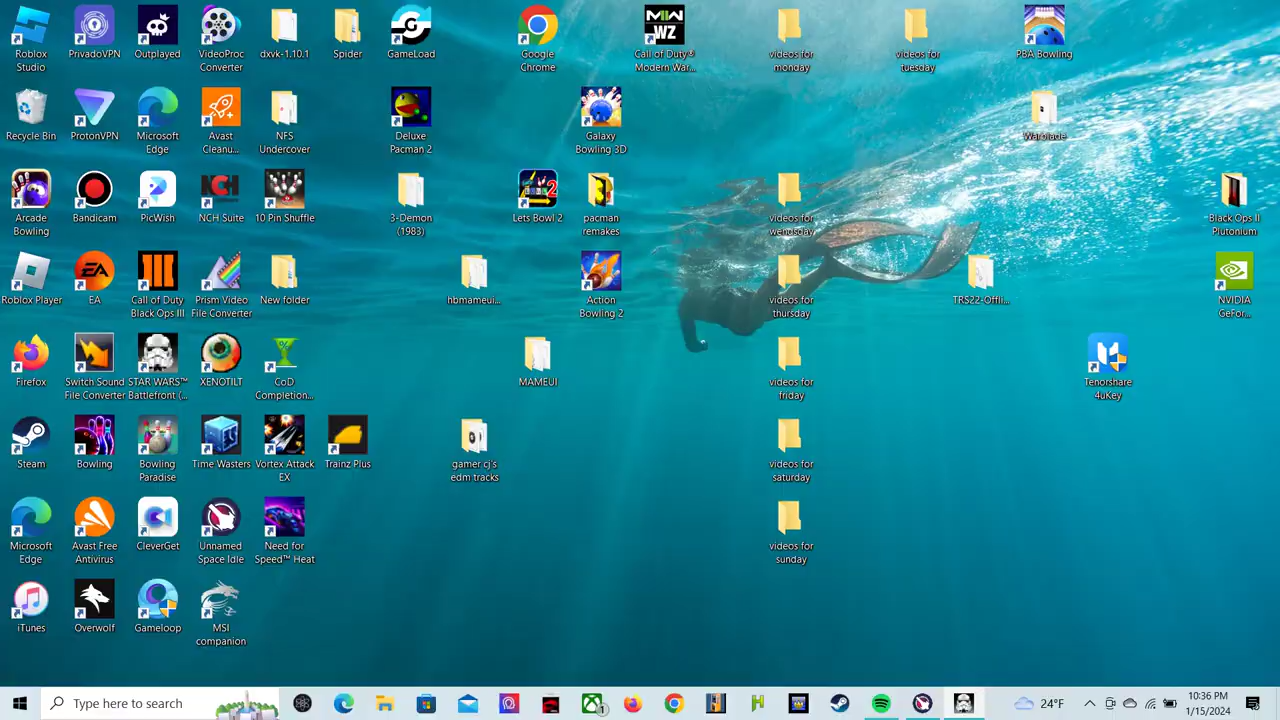 Roblox
Studio
PrivadoVPN
Outplayed
VideoProc
Converter
dxvk-1.10.1
Spider
GameLoad
Google
Chrome
MW
WZ
Call of Duty®
Modern War...
videos for
monday
videos for
tuesday
PBA Bowling
Recycle Bin
ProtonVPN
Microsoft
Edge
Avast
Cleanu...
NFS
Undercover
Deluxe
Pacman 2
Galaxy
Bowling 3D
Warblade
Arcade
Bowling
Bandicam
PicWish
NCH
NCH Suite
10 Pin Shuffle
3-Demon
(1983)
Lets Bowl 2
pacman
remakes
videos for
wendsday
Black Ops II
Plutonium
Roblox Player
EA
EA
Call of Duty
Black Ops III
Prism Video
File Converter
New folder
hbmameui...
Action
Bowling 2
videos for
thursday
TRS22-Offli...
NVIDIA
GeFor...
Firefox
Switch Sound
File Converter
STAR WARS™
Battlefront (...
XENOTILT
CoD
Completion...
MAMEUI
videos for
friday
Tenorshare
4uKey
Steam
Bowling
Bowling
Paradise
Time Wasters
Vortex Attack
EX
Trainz Plus
gamer cj's
edm tracks
videos for
saturday
Microsoft
Edge
Avast Free
Antivirus
CleverGet
Unnamed
Space Idle
Need for
Speed™ Heat
videos for
sunday
iTunes
Overwolf
Gameloop
MSI
companion
Type here to search
1
24°F
10:36 PM
1/15/2024